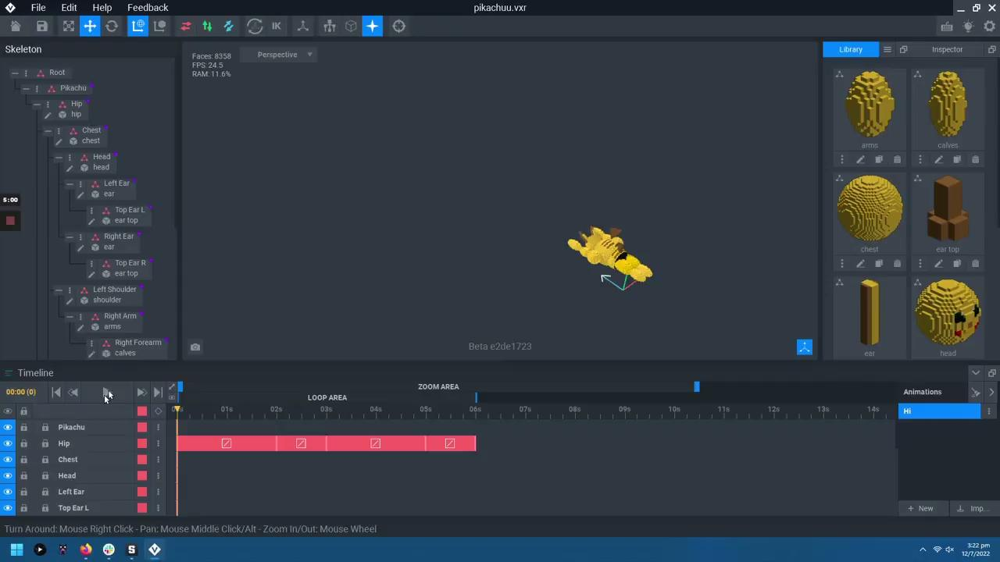 File Edit Help Feedback
pikachuu.vxr
IK
Skeleton
Root
Pikachu
Hip
hip
Chest
chest
Head
head
Left Ear
ear
Top Ear L
ear top
Right Ear
ear
Top Ear R
ear top
Left Shoulder
shoulder
Right Arm
arms
Right Forearm
calves
5:00
Faces: 8358
FPS: 24.5
RAM: 11.6%
Perspective
Beta e2de1723
Library
Inspector
arms
calves
chest
ear top
ear
head
Timeline
00:00 (0)
ZOOM AREA
LOOP AREA
01s 02s 03s 04s 05s 06s 07s 08s 09s 10s 11s 12s 13s 14s
Pikachu
Hip
Chest
Head
Left Ear
Top Ear L
Animations
Hi
+ New
Imp...
Turn Around: Mouse Right Click - Pan: Mouse Middle Click/Alt - Zoom In/Out: Mouse Wheel
S
3:22 pm
12/7/2022